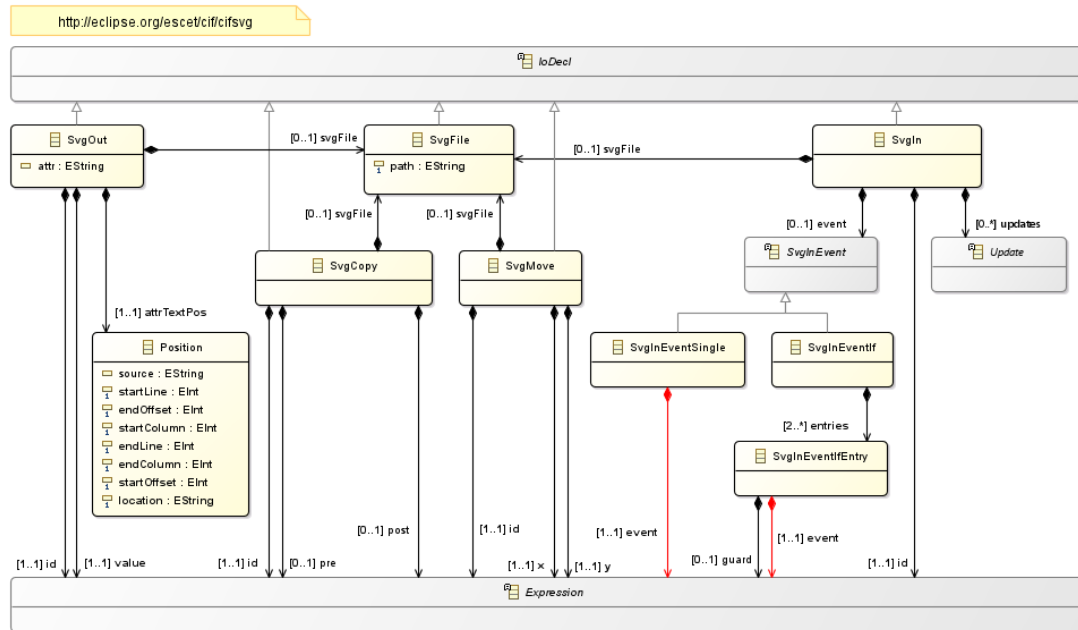 http://eclipse.org/escet/cif/cifsvg
IoDecl
SvgOut
attr : EString
[0..1] svgFile
SvgFile
path : EString
[0..1] svgFile
SvgIn
[0..1] svgFile
[0..1] svgFile
[0..1] event
[0..*] updates
SvgCopy
SvgMove
SvgInEvent
Update
[1..1] attrTextPos
Position
source : EString
startLine : EInt
endOffset : EInt
startColumn : EInt
endLine : EInt
endColumn : EInt
startOffset : EInt
location : EString
SvgInEventSingle
SvgInEventIf
[2..*] entries
SvgInEventIfEntry
[1..1] id
[1..1] value
[1..1] id
[0..1] pre
[0..1] post
[1..1] id
[1..1] x
[1..1] y
[1..1] event
[0..1] guard
[1..1] event
[1..1] id
Expression